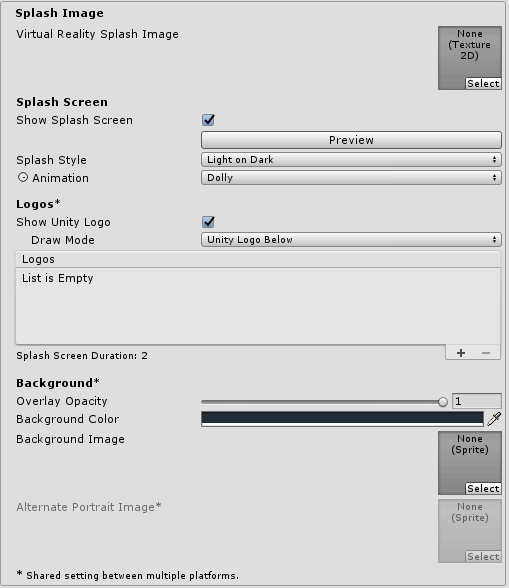 Splash Image
Virtual Reality Splash Image
None
(Texture
2D)
Select
Splash Screen
Show Splash Screen
Preview
Splash Style Light on Dark
Animation Dolly
Logos*
Show Unity Logo
Draw Mode Unity Logo Below
Logos
List is Empty
Splash Screen Duration: 2
+ −
Background*
Overlay Opacity 1
Background Color
Background Image
None
(Sprite)
Select
Alternate Portrait Image*
None
(Sprite)
Select
* Shared setting between multiple platforms.